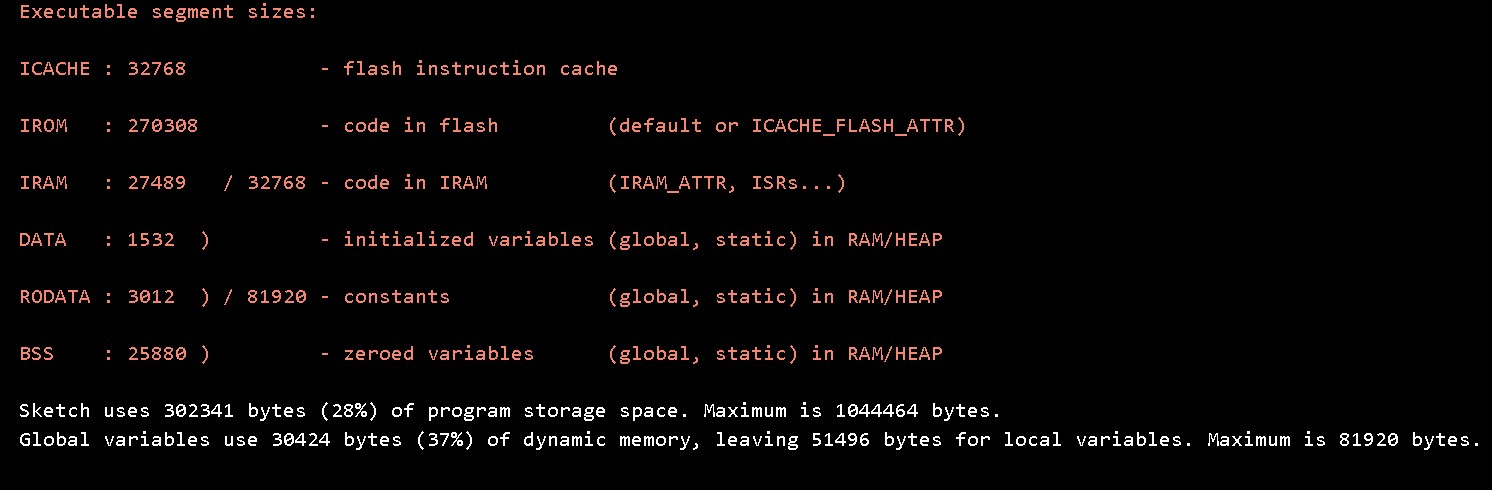 Executable segment sizes:
ICACHE : 32768           - flash instruction cache
IROM   : 270308          - code in flash         (default or ICACHE_FLASH_ATTR)
IRAM   : 27489   / 32768 - code in IRAM          (IRAM_ATTR, ISRs...)
DATA   : 1532  )         - initialized variables (global, static) in RAM/HEAP
RODATA : 3012  ) / 81920 - constants             (global, static) in RAM/HEAP
BSS    : 25880 )         - zeroed variables      (global, static) in RAM/HEAP
Sketch uses 302341 bytes (28%) of program storage space. Maximum is 1044464 bytes.
Global variables use 30424 bytes (37%) of dynamic memory, leaving 51496 bytes for local variables. Maximum is 81920 bytes.